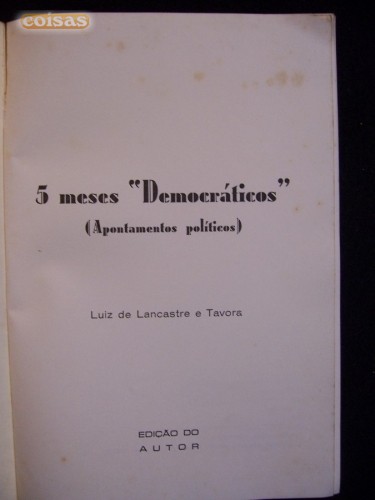 coisas
5 meses "Democráticos"
(Apontamentos políticos)
Luiz de Lancastre e Tavora
EDIÇÃO DO
AUTOR